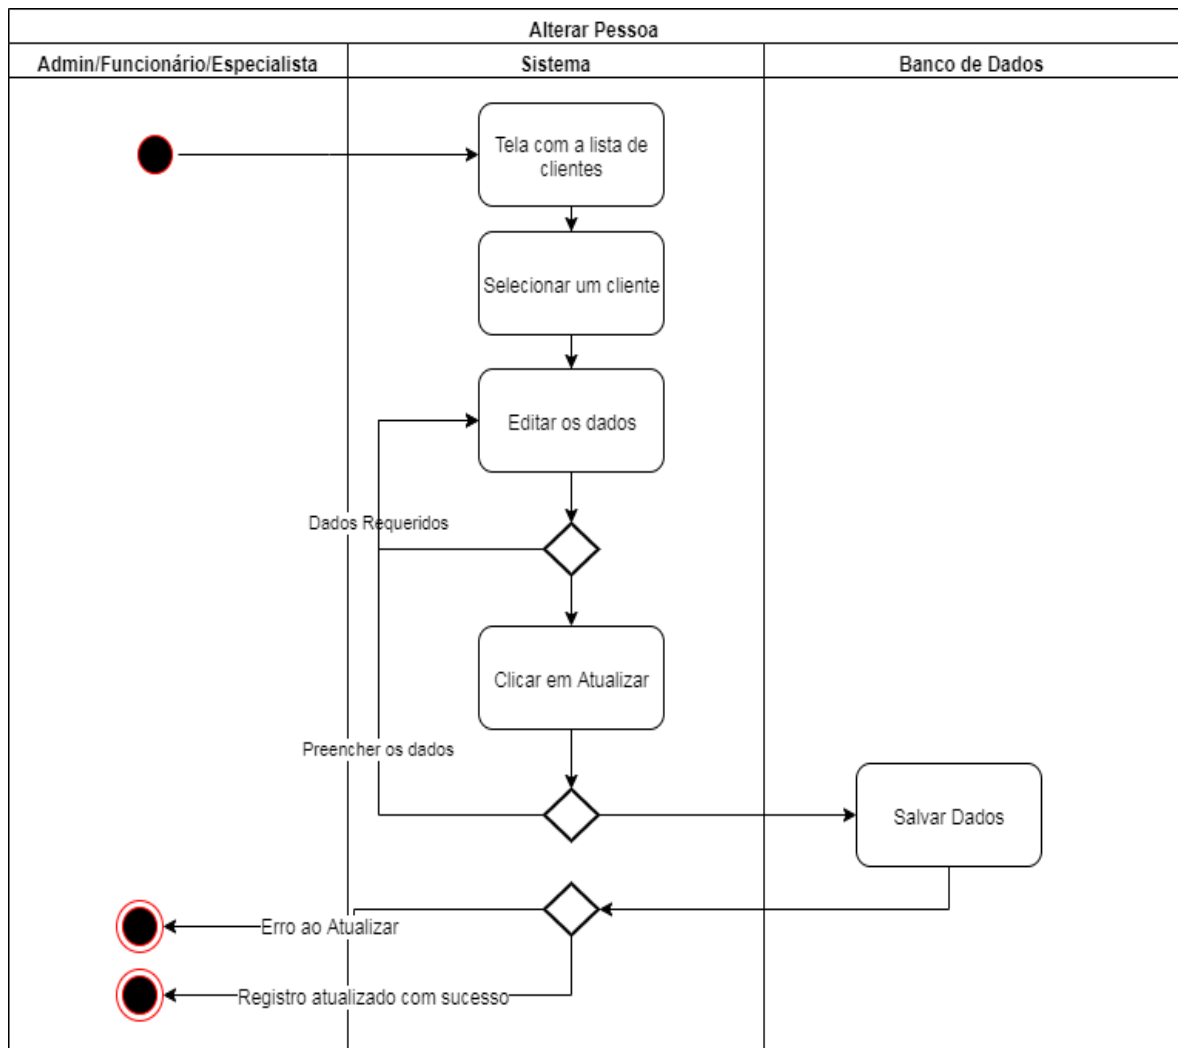 Alterar Pessoa
Admin/Funcionário/Especialista
Sistema
Banco de Dados
Tela com a lista de
clientes
Selecionar um cliente
Editar os dados
Dados Requeridos
Clicar em Atualizar
Preencher os dados
Salvar Dados
Erro ao Atualizar
Registro atualizado com sucesso